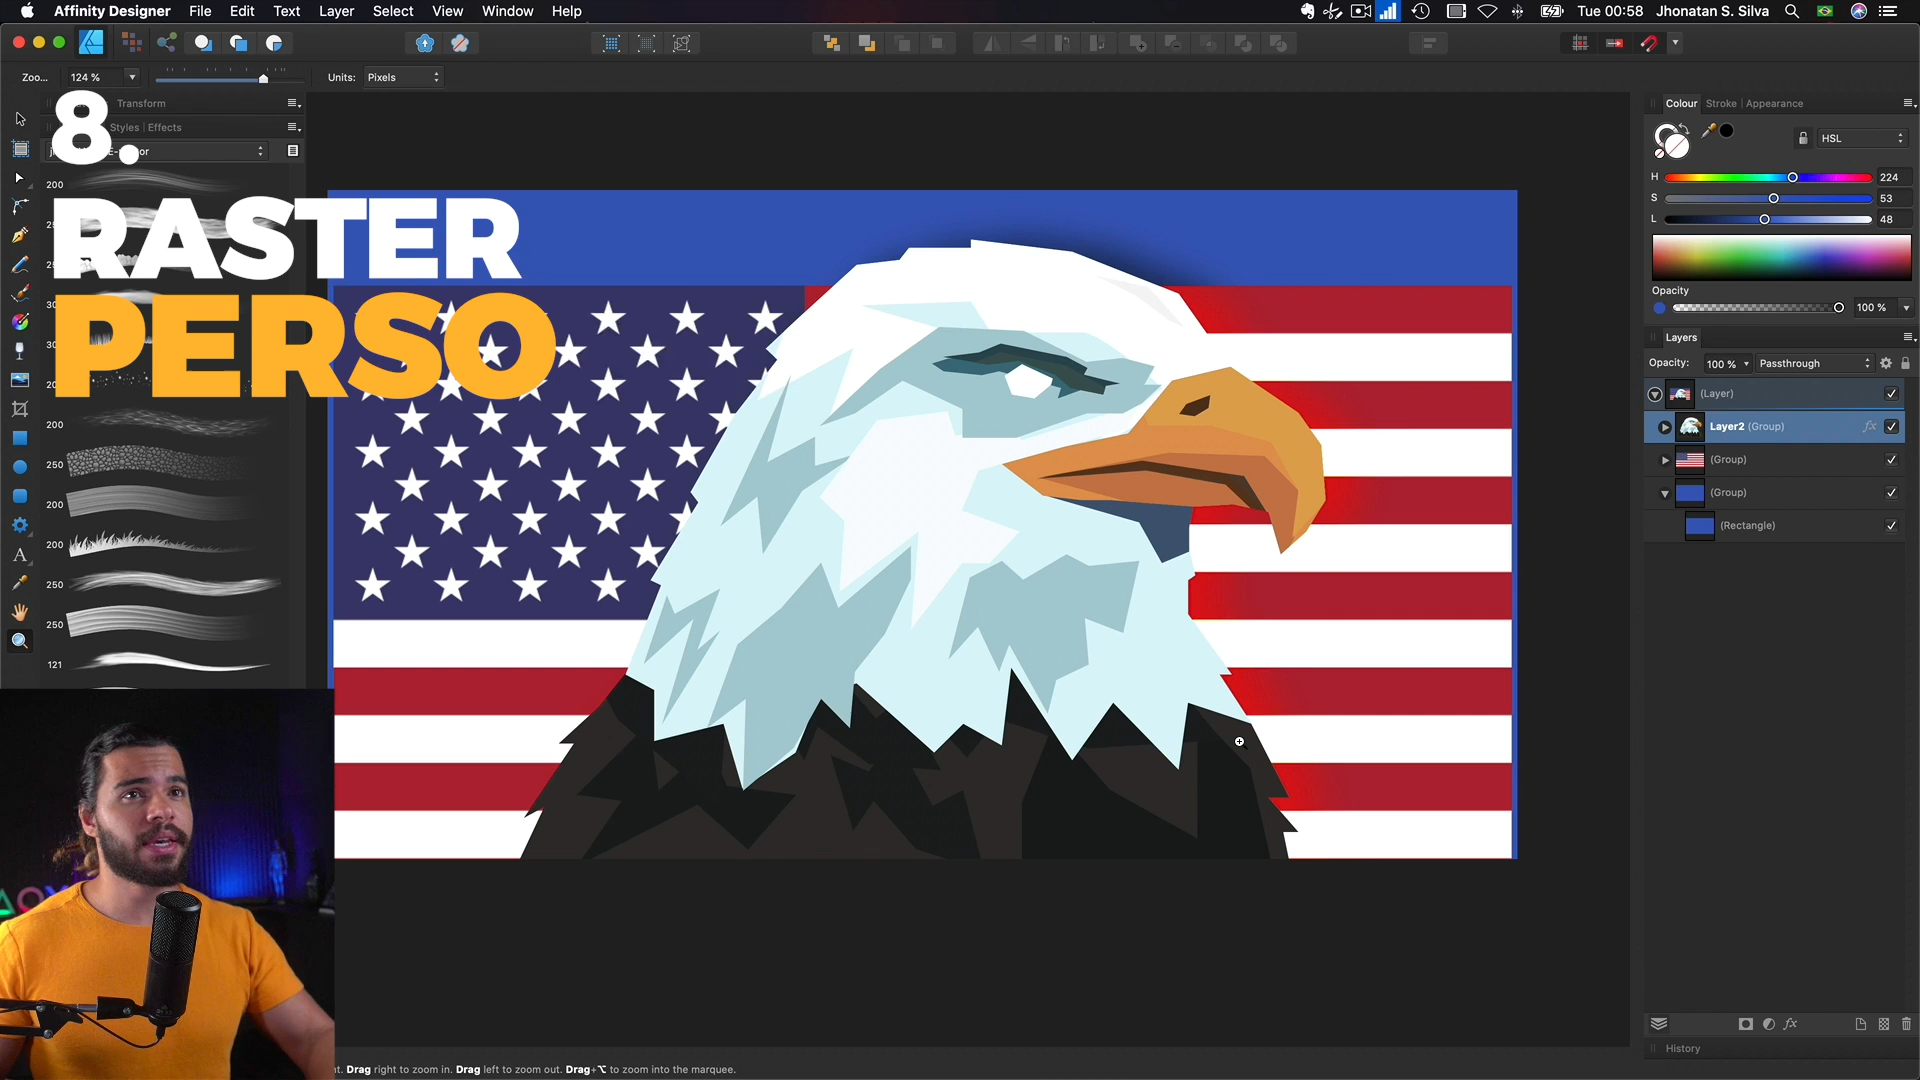 Affinity Designer File Edit Text Layer Select View Window Help
Tue 00:58 Jhonatan S. Silva
Zoo... 124 % Units: Pixels
Transform
Styles | Effects
8.
RASTER
PERSO
200
200
250
200
200
250
250
121
Colour Stroke | Appearance
HSL
H 224
S 53
L 48
Opacity
100 %
Layers
Opacity: 100 % Passthrough
(Layer)
Layer2 (Group) fx
(Group)
(Group)
(Rectangle)
fx
History
Drag right to zoom in. Drag left to zoom out. Drag+⌥ to zoom into the marquee.